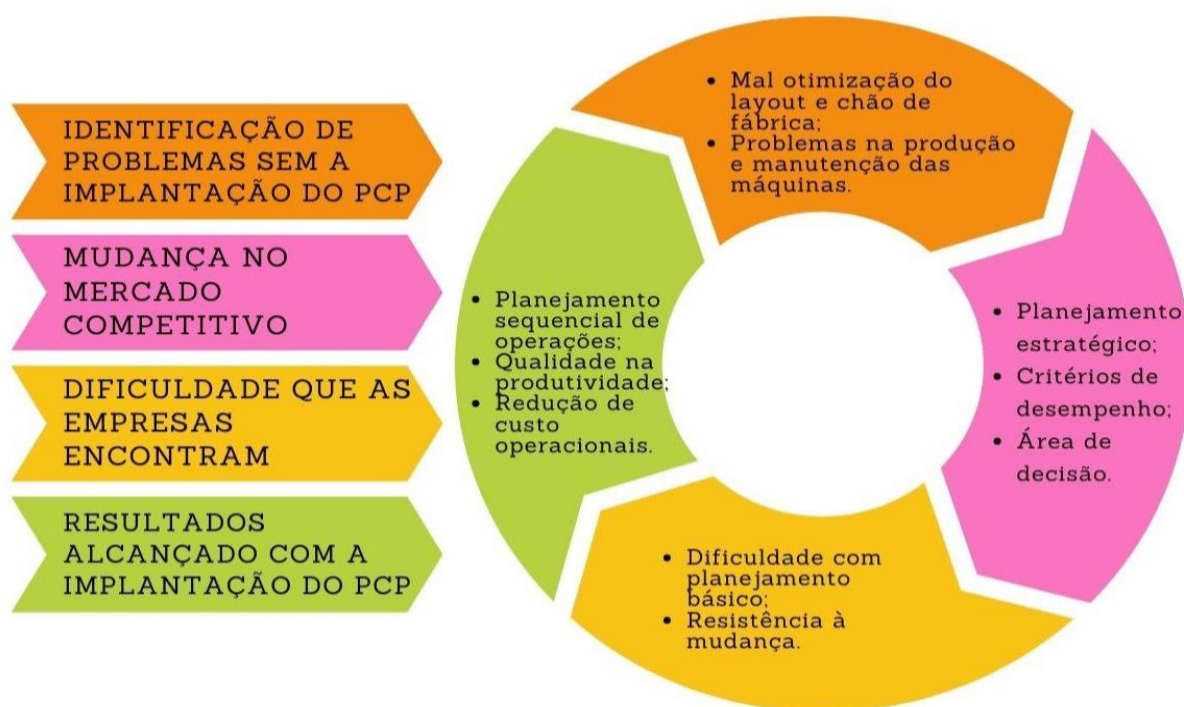 IDENTIFICAÇÃO DE
PROBLEMAS SEM A
IMPLANTAÇÃO DO PCP
MUDANÇA NO
MERCADO
COMPETITIVO
DIFICULDADE QUE AS
EMPRESAS
ENCONTRAM
RESULTADOS
ALCANÇADO COM A
IMPLANTAÇÃO DO PCP
• Mal otimização do
layout e chão de
fábrica;
• Problemas na produção
e manutenção das
máquinas.
• Planejamento
estratégico;
• Critérios de
desempenho;
• Área de
decisão.
• Dificuldade com
planejamento
básico;
• Resistência à
mudança.
• Planejamento
sequencial de
operações;
• Qualidade na
produtividade;
• Redução de
custo
operacionais.